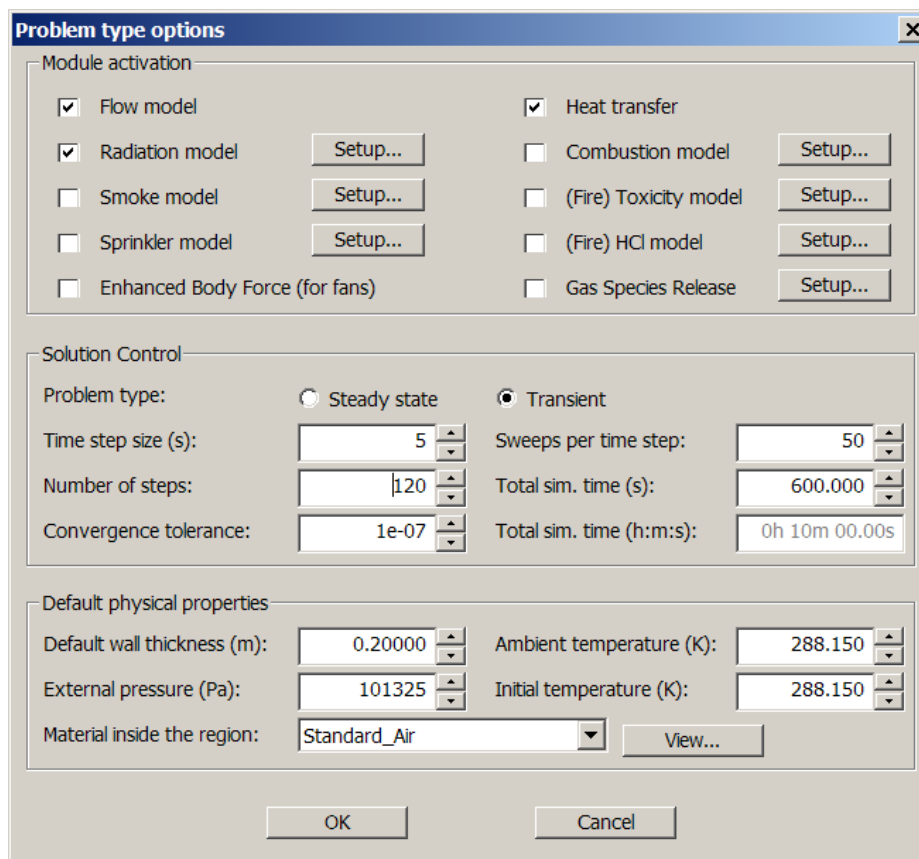 Problem type options
Module activation
Flow model
Heat transfer
Radiation model Setup...
Combustion model Setup...
Smoke model Setup...
(Fire) Toxicity model Setup...
Sprinkler model Setup...
(Fire) HCl model Setup...
Enhanced Body Force (for fans)
Gas Species Release Setup...
Solution Control
Problem type: Steady state Transient
Time step size (s): 5
Sweeps per time step: 50
Number of steps: 120
Total sim. time (s): 600.000
Convergence tolerance: 1e-07
Total sim. time (h:m:s): 0h 10m 00.00s
Default physical properties
Default wall thickness (m): 0.20000
Ambient temperature (K): 288.150
External pressure (Pa): 101325
Initial temperature (K): 288.150
Material inside the region: Standard_Air View...
OK
Cancel